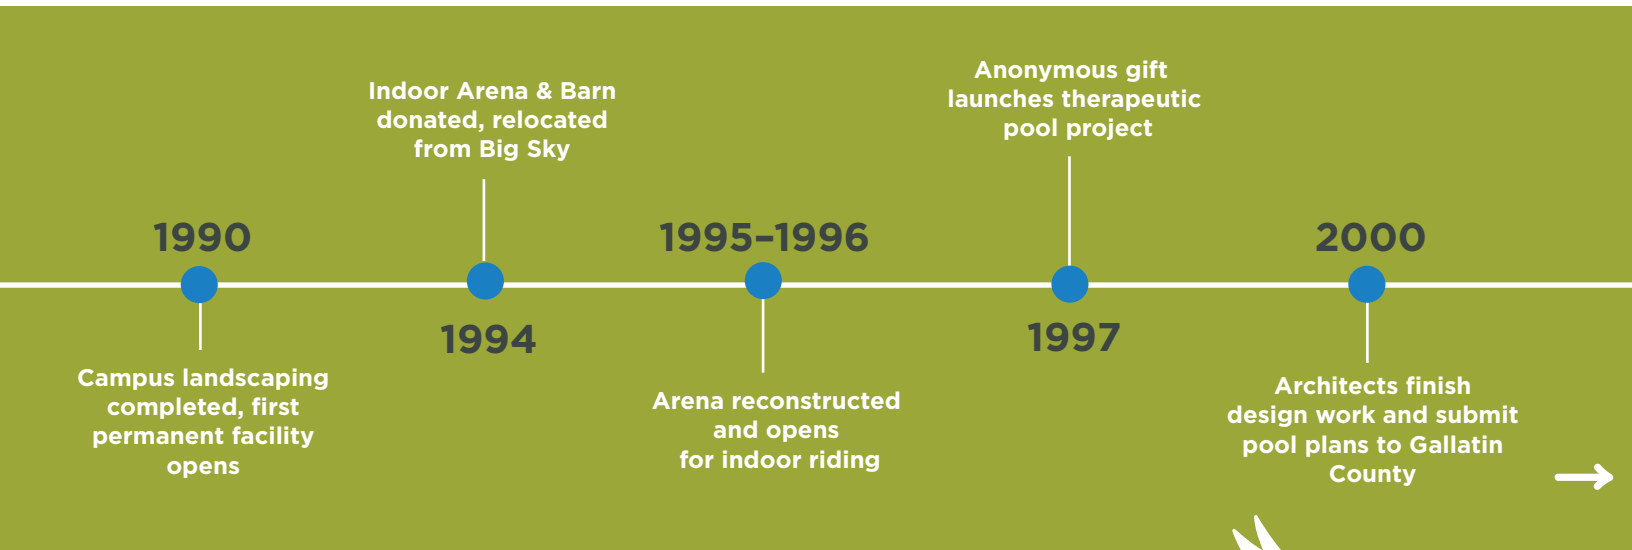 1990
Campus landscaping
completed, first
permanent facility
opens
Indoor Arena & Barn
donated, relocated
from Big Sky
1994
1995–1996
Arena reconstructed
and opens
for indoor riding
Anonymous gift
launches therapeutic
pool project
1997
2000
Architects finish
design work and submit
pool plans to Gallatin
County